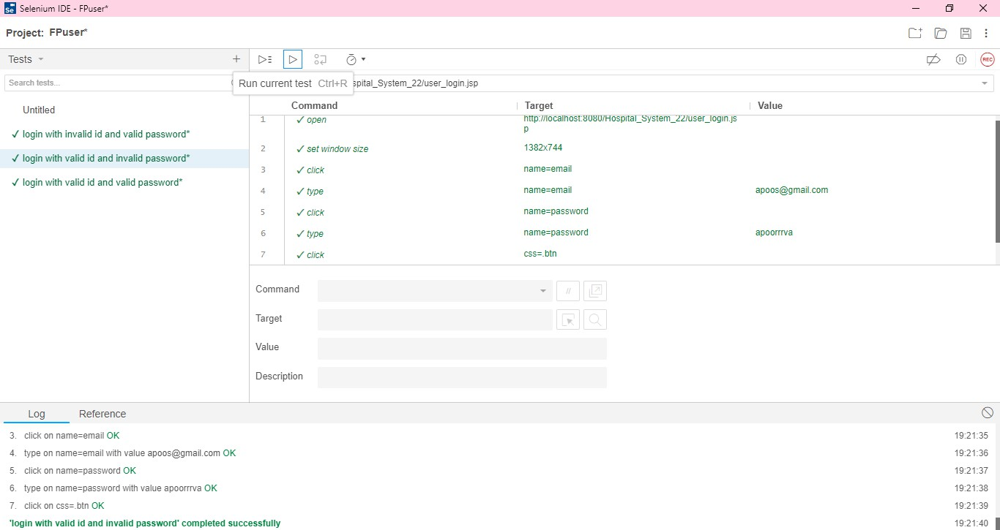 Selenium IDE - FPuser*
Project: FPuser*
Tests
Run current test Ctrl+R
spital_System_22/user_login.jsp
Search tests...
Command Target Value
Untitled
✓ login with invalid id and valid password*
✓ login with valid id and invalid password*
✓ login with valid id and valid password*
1 ✓ open http://localhost:8080/Hospital_System_22/user_login.js
p
2 ✓ set window size 1382x744
3 ✓ click name=email
4 ✓ type name=email apoos@gmail.com
5 ✓ click name=password
6 ✓ type name=password apoorrrva
7 ✓ click css=.btn
Command //
Target
Value
Description
Log Reference
3. click on name=email OK 19:21:35
4. type on name=email with value apoos@gmail.com OK 19:21:36
5. click on name=password OK 19:21:37
6. type on name=password with value apoorrrva OK 19:21:38
7. click on css=.btn OK 19:21:39
'login with valid id and invalid password' completed successfully 19:21:40
REC
Se